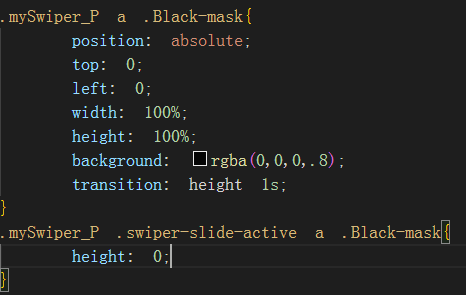 .mySwiper_P a .Black-mask{
position: absolute;
top: 0;
left: 0;
width: 100%;
height: 100%;
background: rgba(0,0,0,.8);
transition: height 1s;
}
.mySwiper_P .swiper-slide-active a .Black-mask{
height: 0;
}